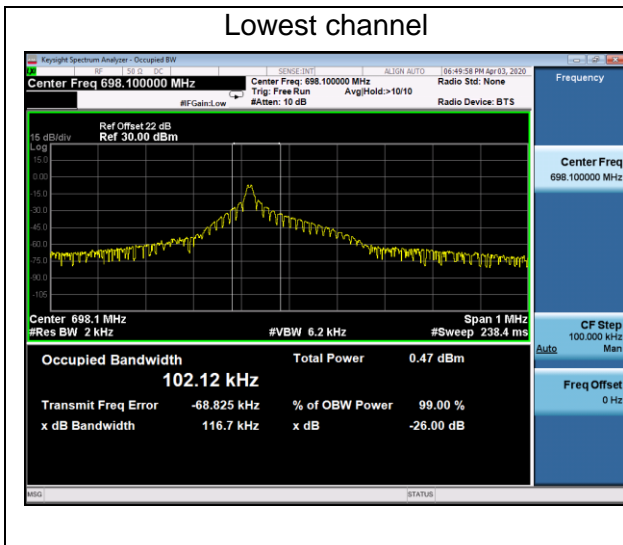 Lowest channel
Keysight Spectrum Analyzer - Occupied BW
RF 50 Ω DC SENSE:INT ALIGN AUTO 06:49:58 PM Apr 03, 2020
Center Freq 698.100000 MHz
Center Freq: 698.100000 MHz Radio Std: None
Trig: Free Run Avg|Hold:>10/10
#IFGain:Low #Atten: 10 dB Radio Device: BTS
Frequency
Ref Offset 22 dB
15 dB/div Ref 30.00 dBm
Log
15.0
0.00
-15.0
-30.0
-45.0
-60.0
-75.0
-90.0
-105
Center 698.1 MHz Span 1 MHz
#Res BW 2 kHz #VBW 6.2 kHz #Sweep 238.4 ms
Occupied Bandwidth Total Power 0.47 dBm
102.12 kHz
Transmit Freq Error -68.825 kHz % of OBW Power 99.00 %
x dB Bandwidth 116.7 kHz x dB -26.00 dB
Center Freq
698.100000 MHz
CF Step
100.000 kHz
Auto Man
Freq Offset
0 Hz
MSG STATUS